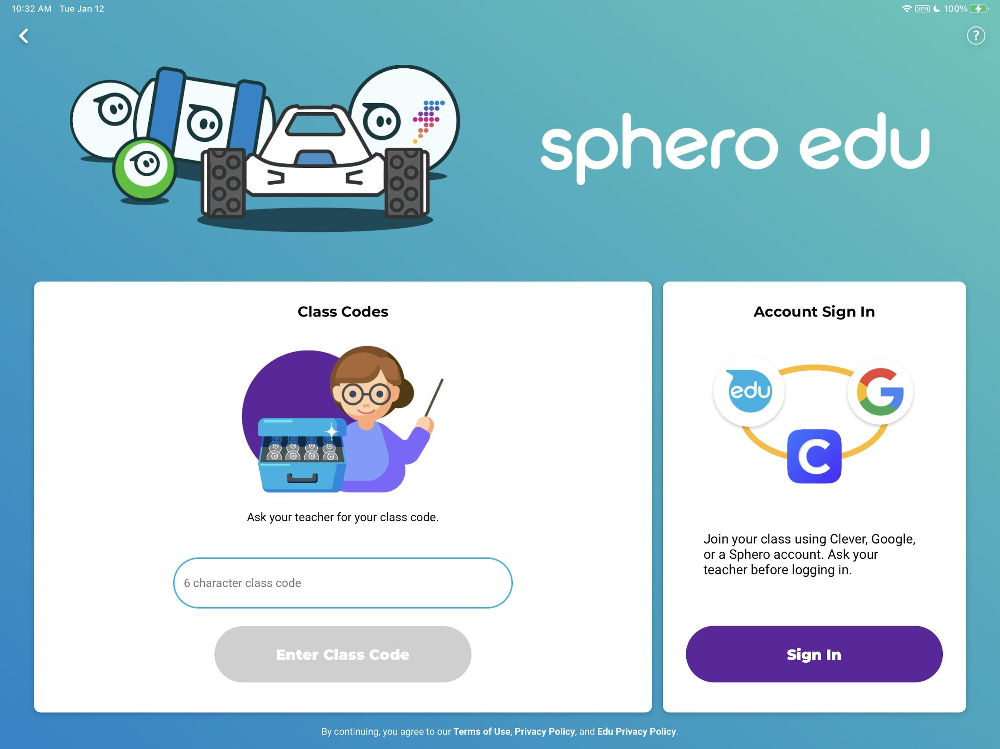 10:32 AM Tue Jan 12
VPN 100%
?
sphero edu
Class Codes
Ask your teacher for your class code.
6 character class code
Enter Class Code
Account Sign In
edu
G
C
Join your class using Clever, Google,
or a Sphero account. Ask your
teacher before logging in.
Sign In
By continuing, you agree to our Terms of Use, Privacy Policy, and Edu Privacy Policy.